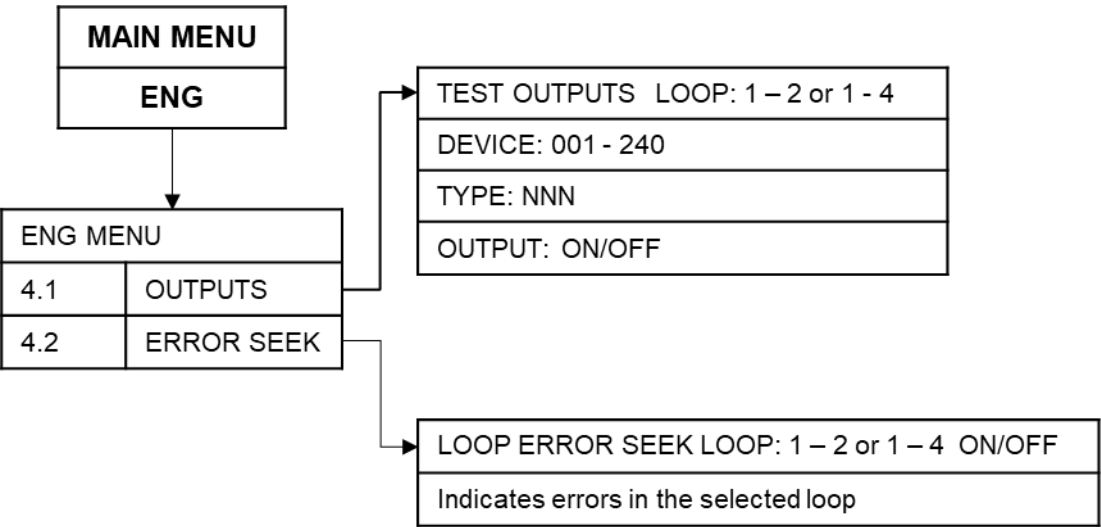 MAIN MENU
ENG
ENG MENU
4.1 OUTPUTS
4.2 ERROR SEEK
TEST OUTPUTS LOOP: 1 – 2 or 1 - 4
DEVICE: 001 - 240
TYPE: NNN
OUTPUT: ON/OFF
LOOP ERROR SEEK LOOP: 1 – 2 or 1 – 4 ON/OFF
Indicates errors in the selected loop